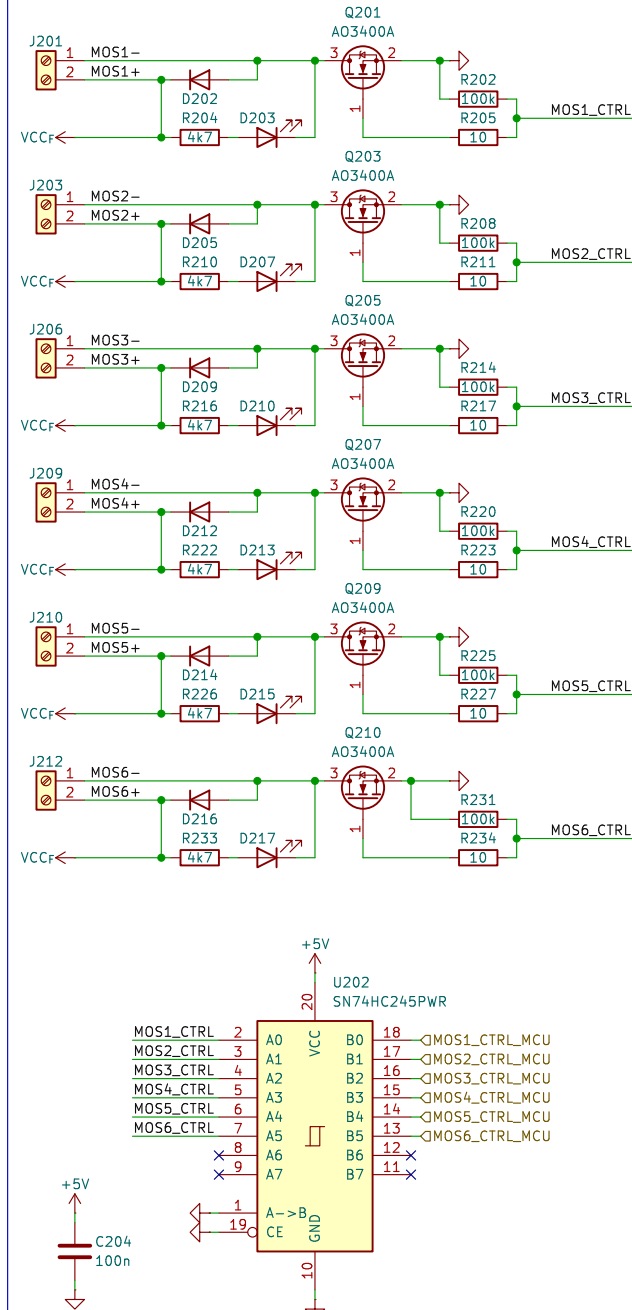 Q201
AO3400A
J201
1 MOS1-
2 MOS1+
3
2
1
D202
R204
4k7
D203
VCCF
R202
100k
R205
10
MOS1_CTRL
Q203
AO3400A
J203
1 MOS2-
2 MOS2+
3
2
1
D205
R210
4k7
D207
VCCF
R208
100k
R211
10
MOS2_CTRL
Q205
AO3400A
J206
1 MOS3-
2 MOS3+
3
2
1
D209
R216
4k7
D210
VCCF
R214
100k
R217
10
MOS3_CTRL
Q207
AO3400A
J209
1 MOS4-
2 MOS4+
3
2
1
D212
R222
4k7
D213
VCCF
R220
100k
R223
10
MOS4_CTRL
Q209
AO3400A
J210
1 MOS5-
2 MOS5+
3
2
1
D214
R226
4k7
D215
VCCF
R225
100k
R227
10
MOS5_CTRL
Q210
AO3400A
J212
1 MOS6-
2 MOS6+
3
2
1
D216
R233
4k7
D217
VCCF
R231
100k
R234
10
MOS6_CTRL
+5V
U202
SN74HC245PWR
20
VCC
MOS1_CTRL 2 A0 B0 18 MOS1_CTRL_MCU
MOS2_CTRL 3 A1 B1 17 MOS2_CTRL_MCU
MOS3_CTRL 4 A2 B2 16 MOS3_CTRL_MCU
MOS4_CTRL 5 A3 B3 15 MOS4_CTRL_MCU
MOS5_CTRL 6 A4 B4 14 MOS5_CTRL_MCU
MOS6_CTRL 7 A5 B5 13 MOS6_CTRL_MCU
8 A6 B6 12
9 A7 B7 11
1 A->B
19 CE
GND
10
+5V
C204
100n